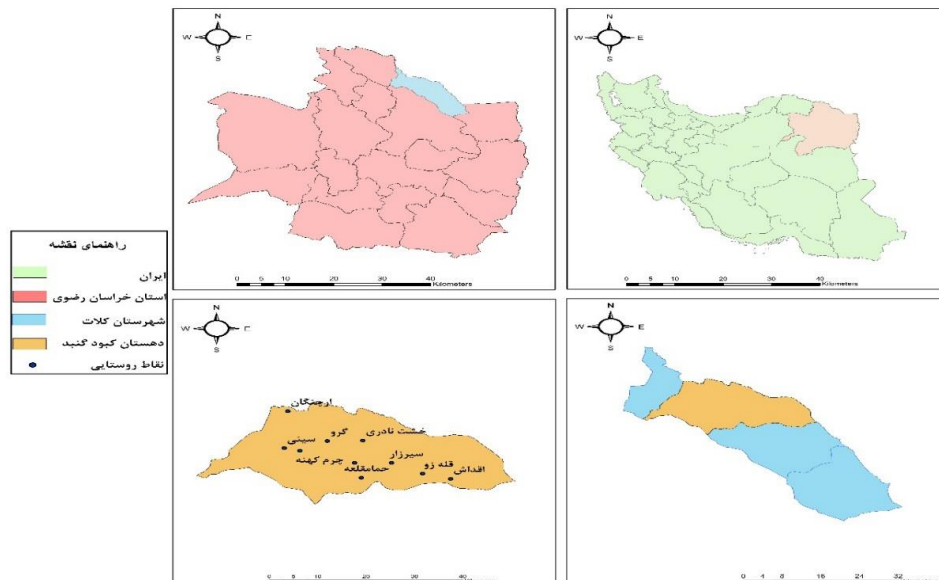 N
W
E
S
0 5 10 20 30 40
Kilometers
N
W
E
S
0 5 10 20 30 40
Kilometers
راهنمای نقشه
ایران
استان خراسان رضوی
شهرستان کلات
دهستان کبود گنبد
نقاط روستایی
N
W
E
S
ارچنگان
خشت نادری
گرو
سینی
سیرزار
چرم کهنه
حمامقلعه
قله زو
اقداش
0 5 10 20 30 40
N
W
E
S
0 4 8 16 24 32